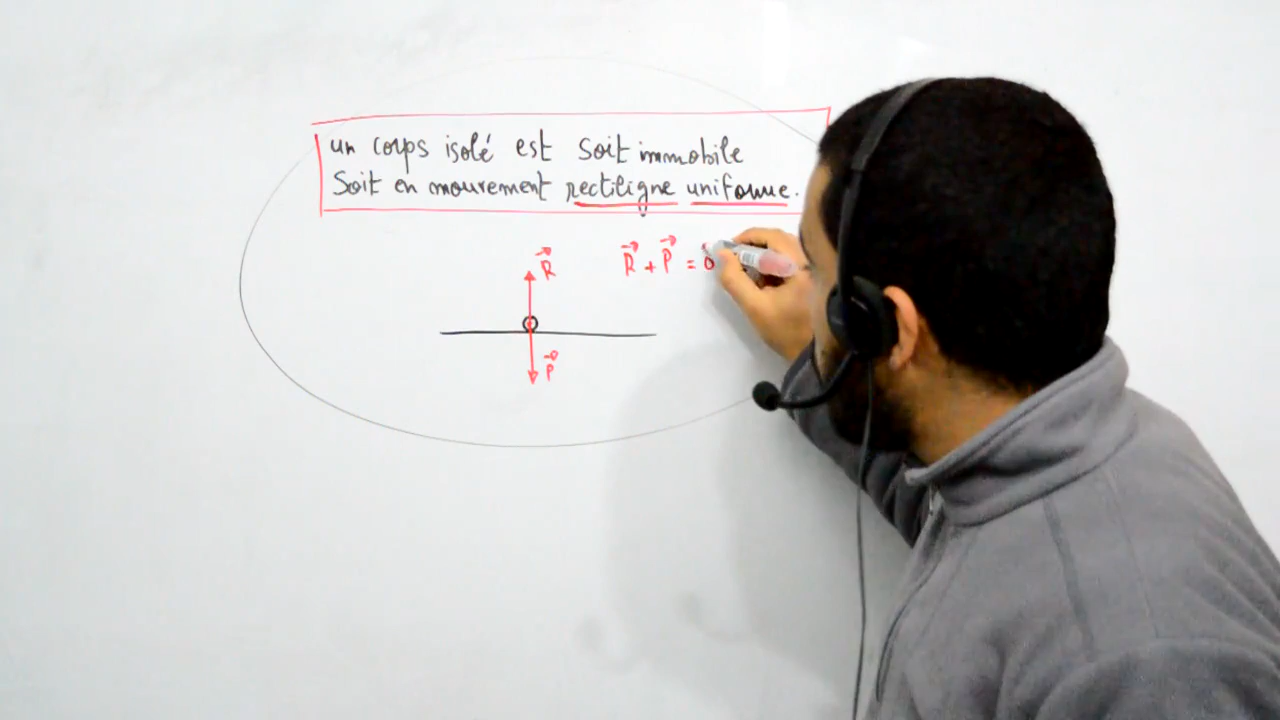 un corps isolé est soit immobile
Soit en mouvement rectiligne uniforme.
R⃗
R⃗ + P⃗ = 0
P⃗